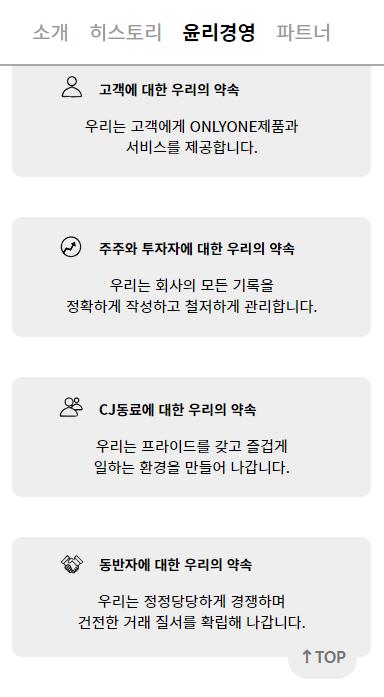 소개 히스토리 윤리경영 파트너
고객에 대한 우리의 약속
우리는 고객에게 ONLYONE제품과
서비스를 제공합니다.
주주와 투자자에 대한 우리의 약속
우리는 회사의 모든 기록을
정확하게 작성하고 철저하게 관리합니다.
CJ동료에 대한 우리의 약속
우리는 프라이드를 갖고 즐겁게
일하는 환경을 만들어 나갑니다.
동반자에 대한 우리의 약속
우리는 정정당당하게 경쟁하며
건전한 거래 질서를 확립해 나갑니다.
↑TOP